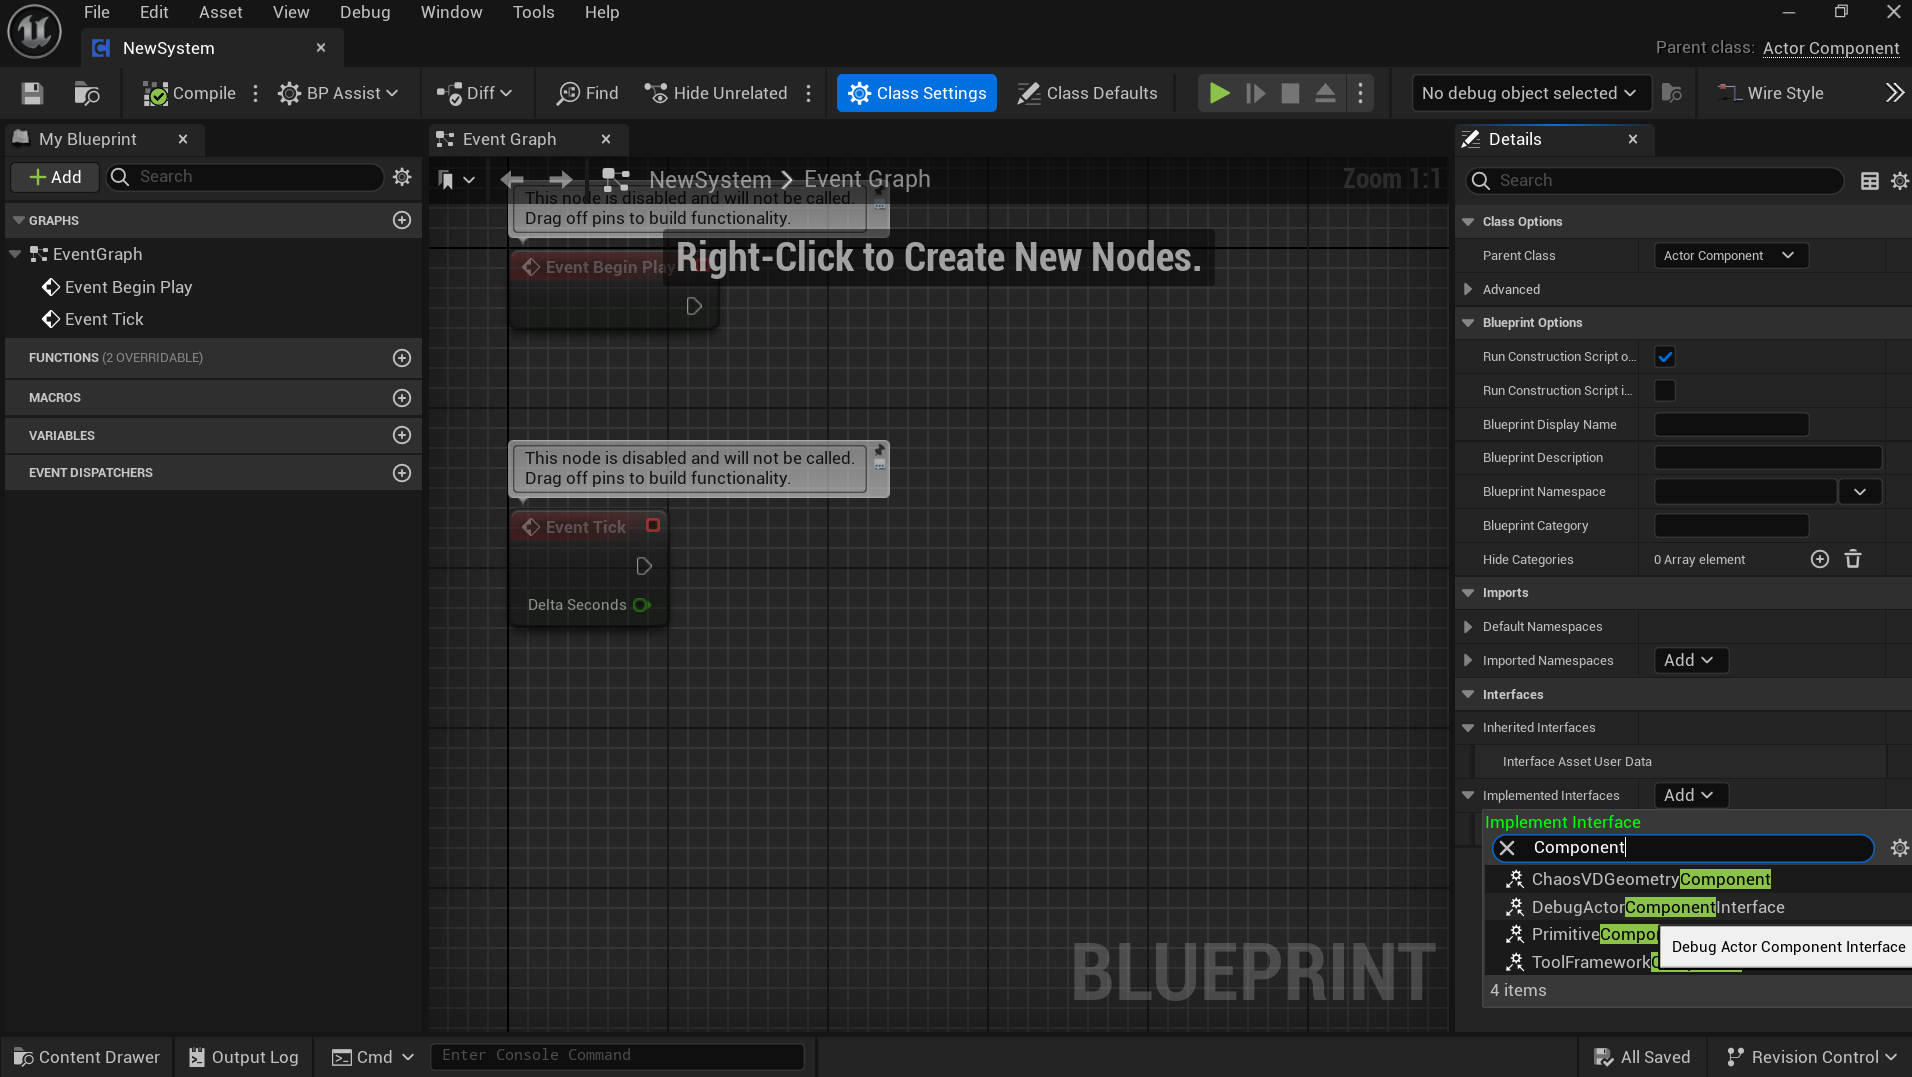 File Edit Asset View Debug Window Tools Help
NewSystem
Parent class: Actor Component
Compile BP Assist Diff Find Hide Unrelated Class Settings Class Defaults No debug object selected Wire Style
My Blueprint
Add Search
GRAPHS
EventGraph
Event Begin Play
Event Tick
FUNCTIONS (2 OVERRIDABLE)
MACROS
VARIABLES
EVENT DISPATCHERS
Event Graph
NewSystem > Event Graph
Zoom 1:1
This node is disabled and will not be called.
Drag off pins to build functionality.
Right-Click to Create New Nodes.
Event Begin Play
This node is disabled and will not be called.
Drag off pins to build functionality.
Event Tick
Delta Seconds
BLUEPRINT
Details
Search
Class Options
Parent Class Actor Component
Advanced
Blueprint Options
Run Construction Script o...
Run Construction Script i...
Blueprint Display Name
Blueprint Description
Blueprint Namespace
Blueprint Category
Hide Categories 0 Array element
Imports
Default Namespaces
Imported Namespaces Add
Interfaces
Inherited Interfaces
Interface Asset User Data
Implemented Interfaces Add
Implement Interface
Component
ChaosVDGeometryComponent
DebugActorComponentInterface
PrimitiveCompo
Debug Actor Component Interface
ToolFramework
4 items
Content Drawer Output Log Cmd Enter Console Command All Saved Revision Control